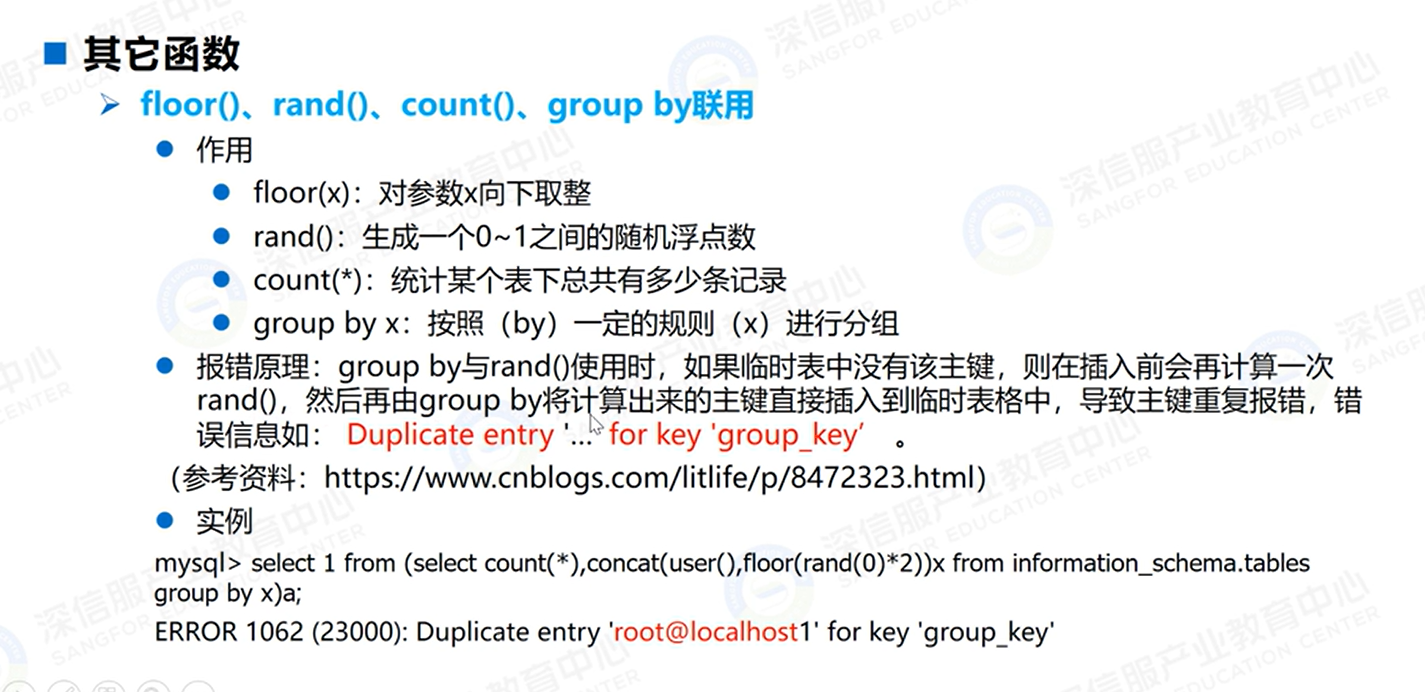 其它函数
floor()、rand()、count()、group by联用
作用
floor(x)：对参数x向下取整
rand()：生成一个0~1之间的随机浮点数
count(*)：统计某个表下总共有多少条记录
group by x：按照（by）一定的规则（x）进行分组
报错原理：group by与rand()使用时，如果临时表中没有该主键，则在插入前会再计算一次
rand()，然后再由group by将计算出来的主键直接插入到临时表格中，导致主键重复报错，错
误信息如： Duplicate entry '...' for key 'group_key’ 。
（参考资料：https://www.cnblogs.com/litlife/p/8472323.html）
实例
mysql> select 1 from (select count(*),concat(user(),floor(rand(0)*2))x from information_schema.tables
group by x)a;
ERROR 1062 (23000): Duplicate entry 'root@localhost1' for key 'group_key'
深信服产业教育中心
SANGFOR EDUCATION CENTER